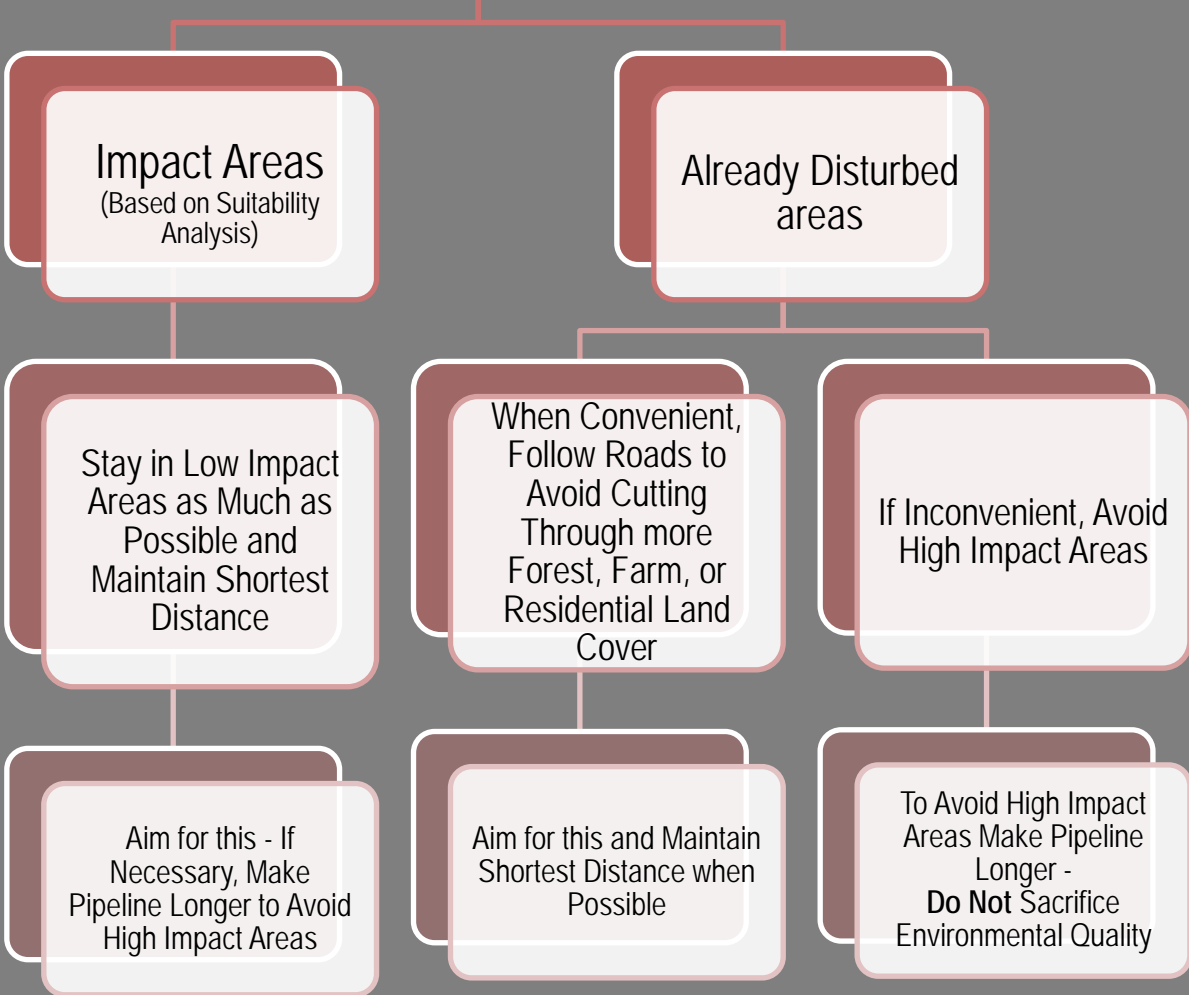 Impact Areas
(Based on Suitability
Analysis)
Already Disturbed
areas
Stay in Low Impact
Areas as Much as
Possible and
Maintain Shortest
Distance
When Convenient,
Follow Roads to
Avoid Cutting
Through more
Forest, Farm, or
Residential Land
Cover
If Inconvenient, Avoid
High Impact Areas
Aim for this - If
Necessary, Make
Pipeline Longer to Avoid
High Impact Areas
Aim for this and Maintain
Shortest Distance when
Possible
To Avoid High Impact
Areas Make Pipeline
Longer -
Do Not Sacrifice
Environmental Quality